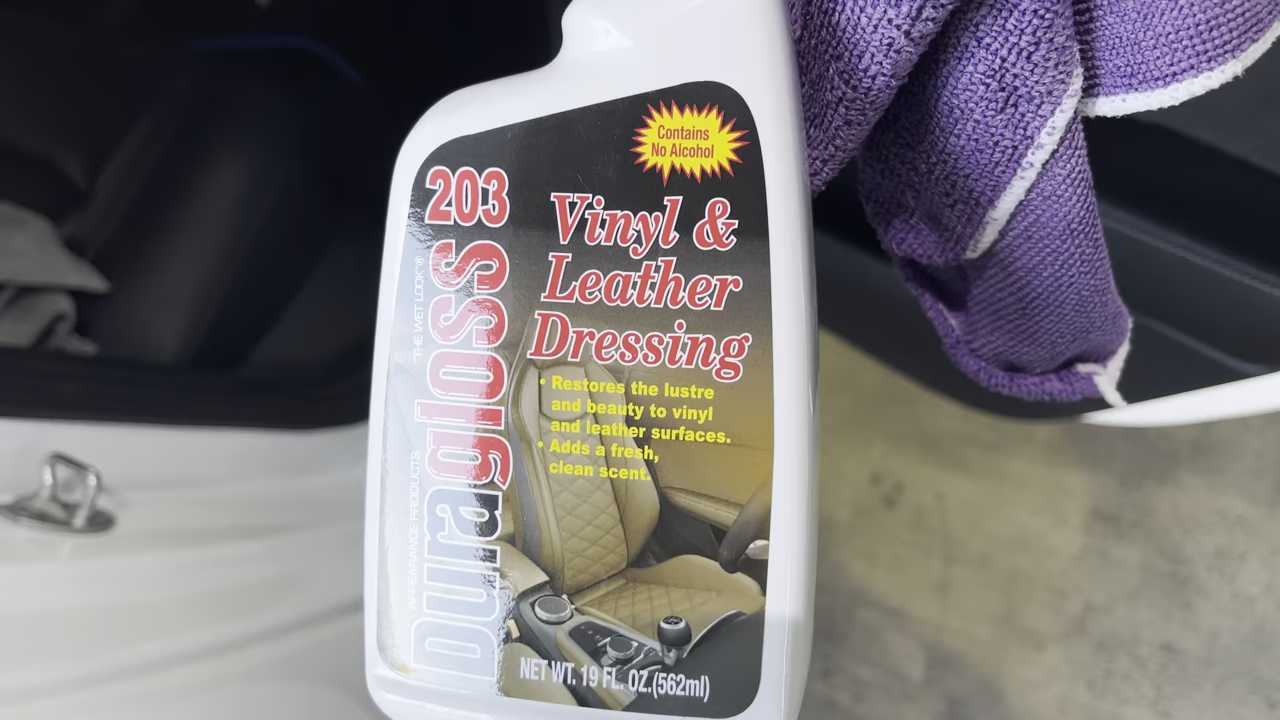 Contains
No Alcohol
203
Duragloss
THE WET LOOK®
APPEARANCE PRODUCTS
Vinyl &
Leather
Dressing
• Restores the lustre
and beauty to vinyl
and leather surfaces.
• Adds a fresh,
clean scent.
NET WT. 19 FL. OZ.(562ml)